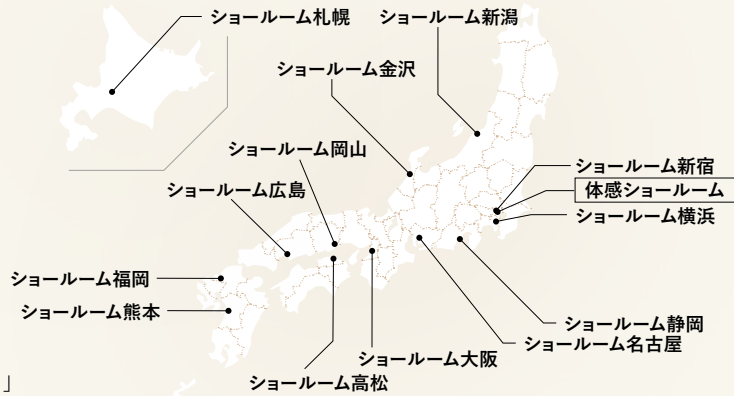 ショールーム札幌
ショールーム新潟
ショールーム金沢
ショールーム岡山
ショールーム広島
ショールーム新宿
体感ショールーム
ショールーム横浜
ショールーム福岡
ショールーム熊本
ショールーム静岡
ショールーム名古屋
ショールーム大阪
ショールーム高松
」